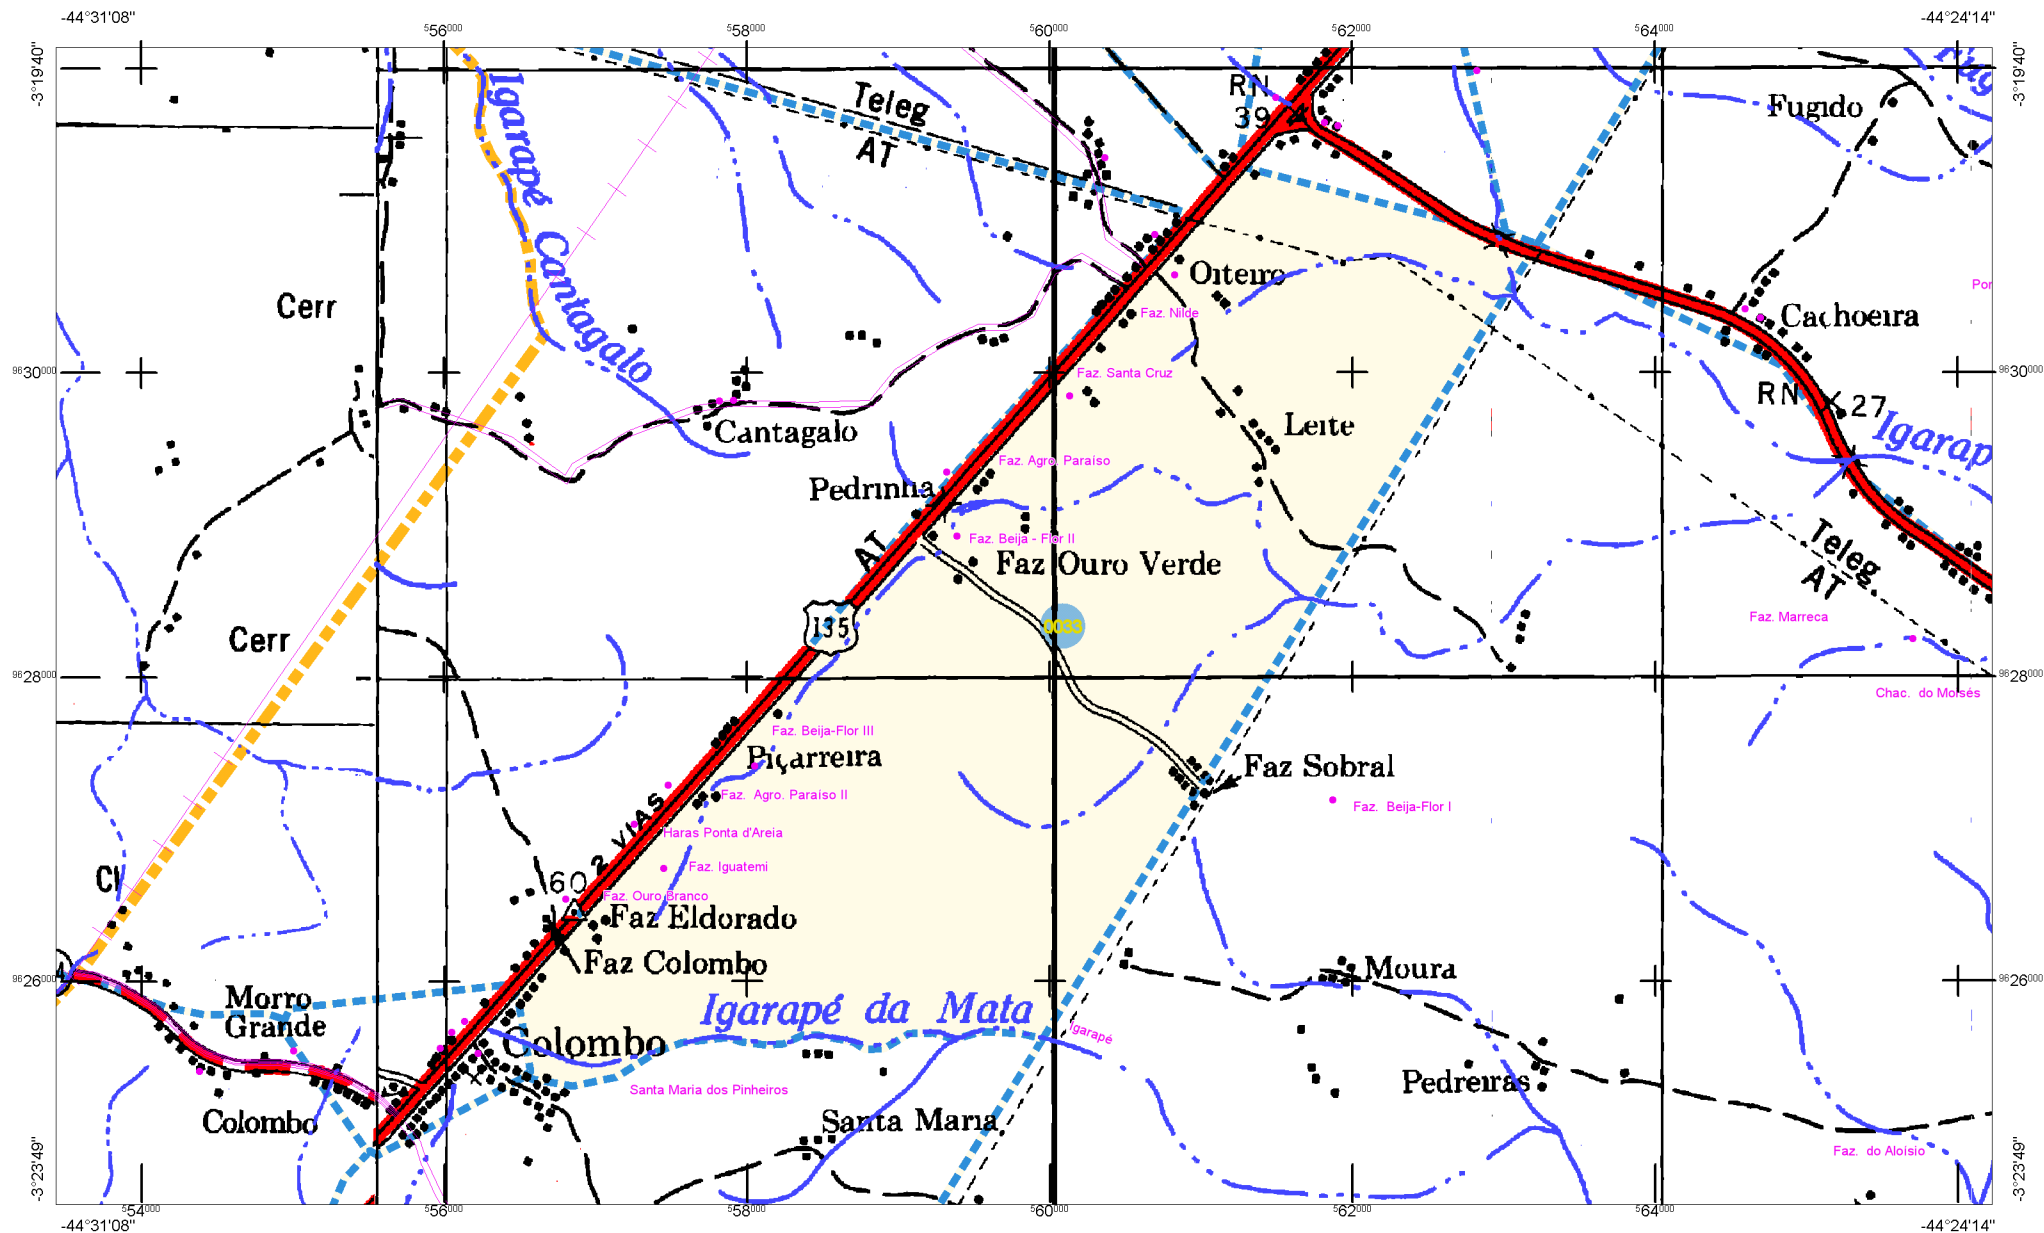 -44°31'08"
556000
558000
560000
562000
564000
-44°24'14"
-3°19'40"
-3°19'40"
RN
39
Teleg
AT
Fugido
Igarapé Cantagalo
Cerr
Oiteiro
Faz. Nilde
Cachoeira
9630000
9630000
Faz. Santa Cruz
RN
27
Cantagalo
Leite
Igarap
Faz. Agro. Paraíso
Pedrinha
AT
Faz. Beija - Flor II
Faz Ouro Verde
Teleg
AT
Faz. Marreca
135
0033
Cerr
9628000
9628000
Chac. do Moisés
Faz. Beija-Flor III
Piçarreira
Faz Sobral
Faz. Agro. Paraíso II
Faz. Beija-Flor I
2 VIAS
Haras Ponta d'Areia
Faz. Iguatemi
Cl
60
Faz. Ouro Branco
Faz Eldorado
Faz Colombo
Moura
9626000
9626000
Morro
Grande
Igarapé da Mata
Igarapé
Colombo
Santa Maria dos Pinheiros
Pedreiras
Colombo
Santa Maria
Faz. do Aloisio
-3°23'49"
-3°23'49"
554000
556000
558000
560000
562000
564000
-44°31'08"
-44°24'14"